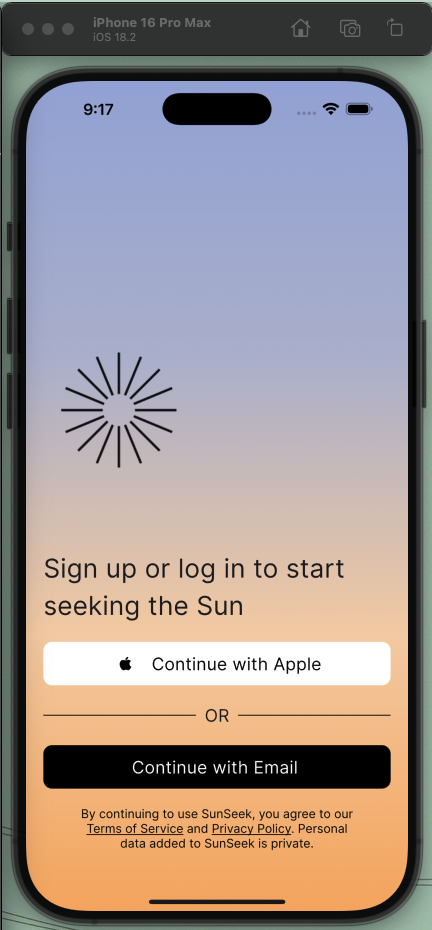 iPhone 16 Pro Max
iOS 18.2
9:17
Sign up or log in to start
seeking the Sun
Continue with Apple
OR
Continue with Email
By continuing to use SunSeek, you agree to our
Terms of Service and Privacy Policy. Personal
data added to SunSeek is private.